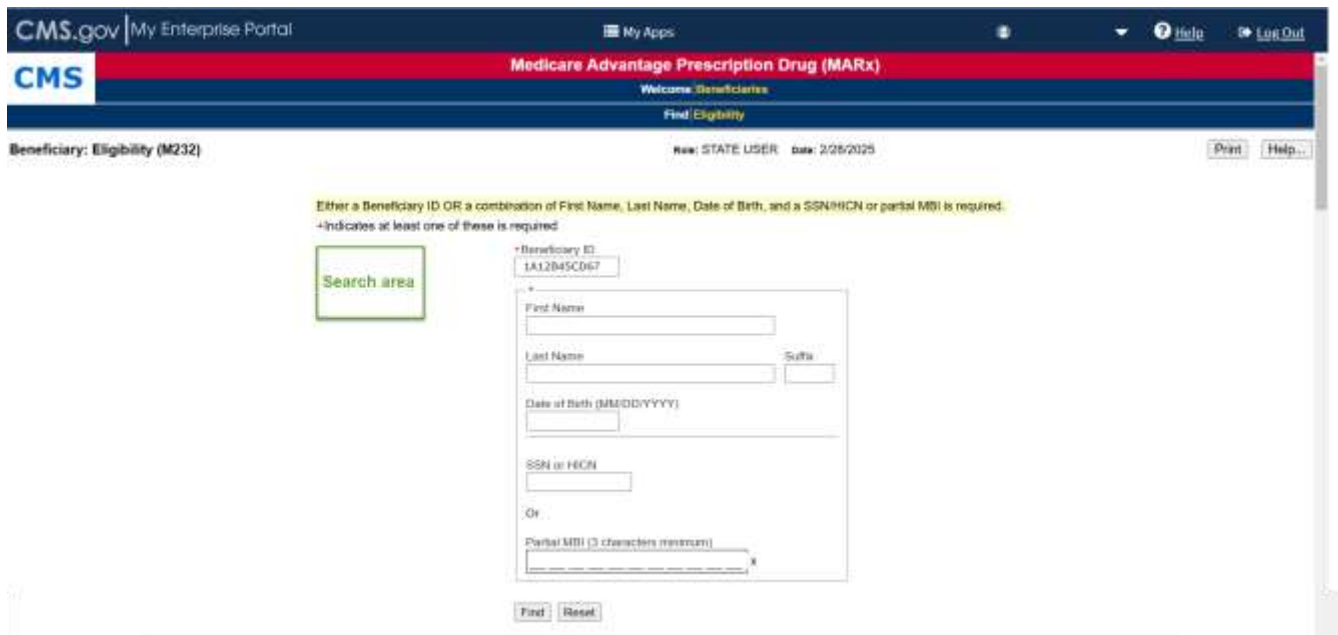 CMS.gov My Enterprise Portal My Apps Help Log Out
CMS
Medicare Advantage Prescription Drug (MARx)
Welcome Beneficiaries
Find Eligibility
Beneficiary: Eligibility (M232) Role: STATE USER Date: 2/28/2025 Print Help...
Either a Beneficiary ID OR a combination of First Name, Last Name, Date of Birth, and a SSN/HICN or partial MBI is required.
+Indicates at least one of these is required
Search area
+Beneficiary ID
1A12B45CD67
+
First Name
Last Name Suffix
Date of Birth (MM/DD/YYYY)
SSN or HICN
Or
Partial MBI (3 characters minimum)
x
Find Reset